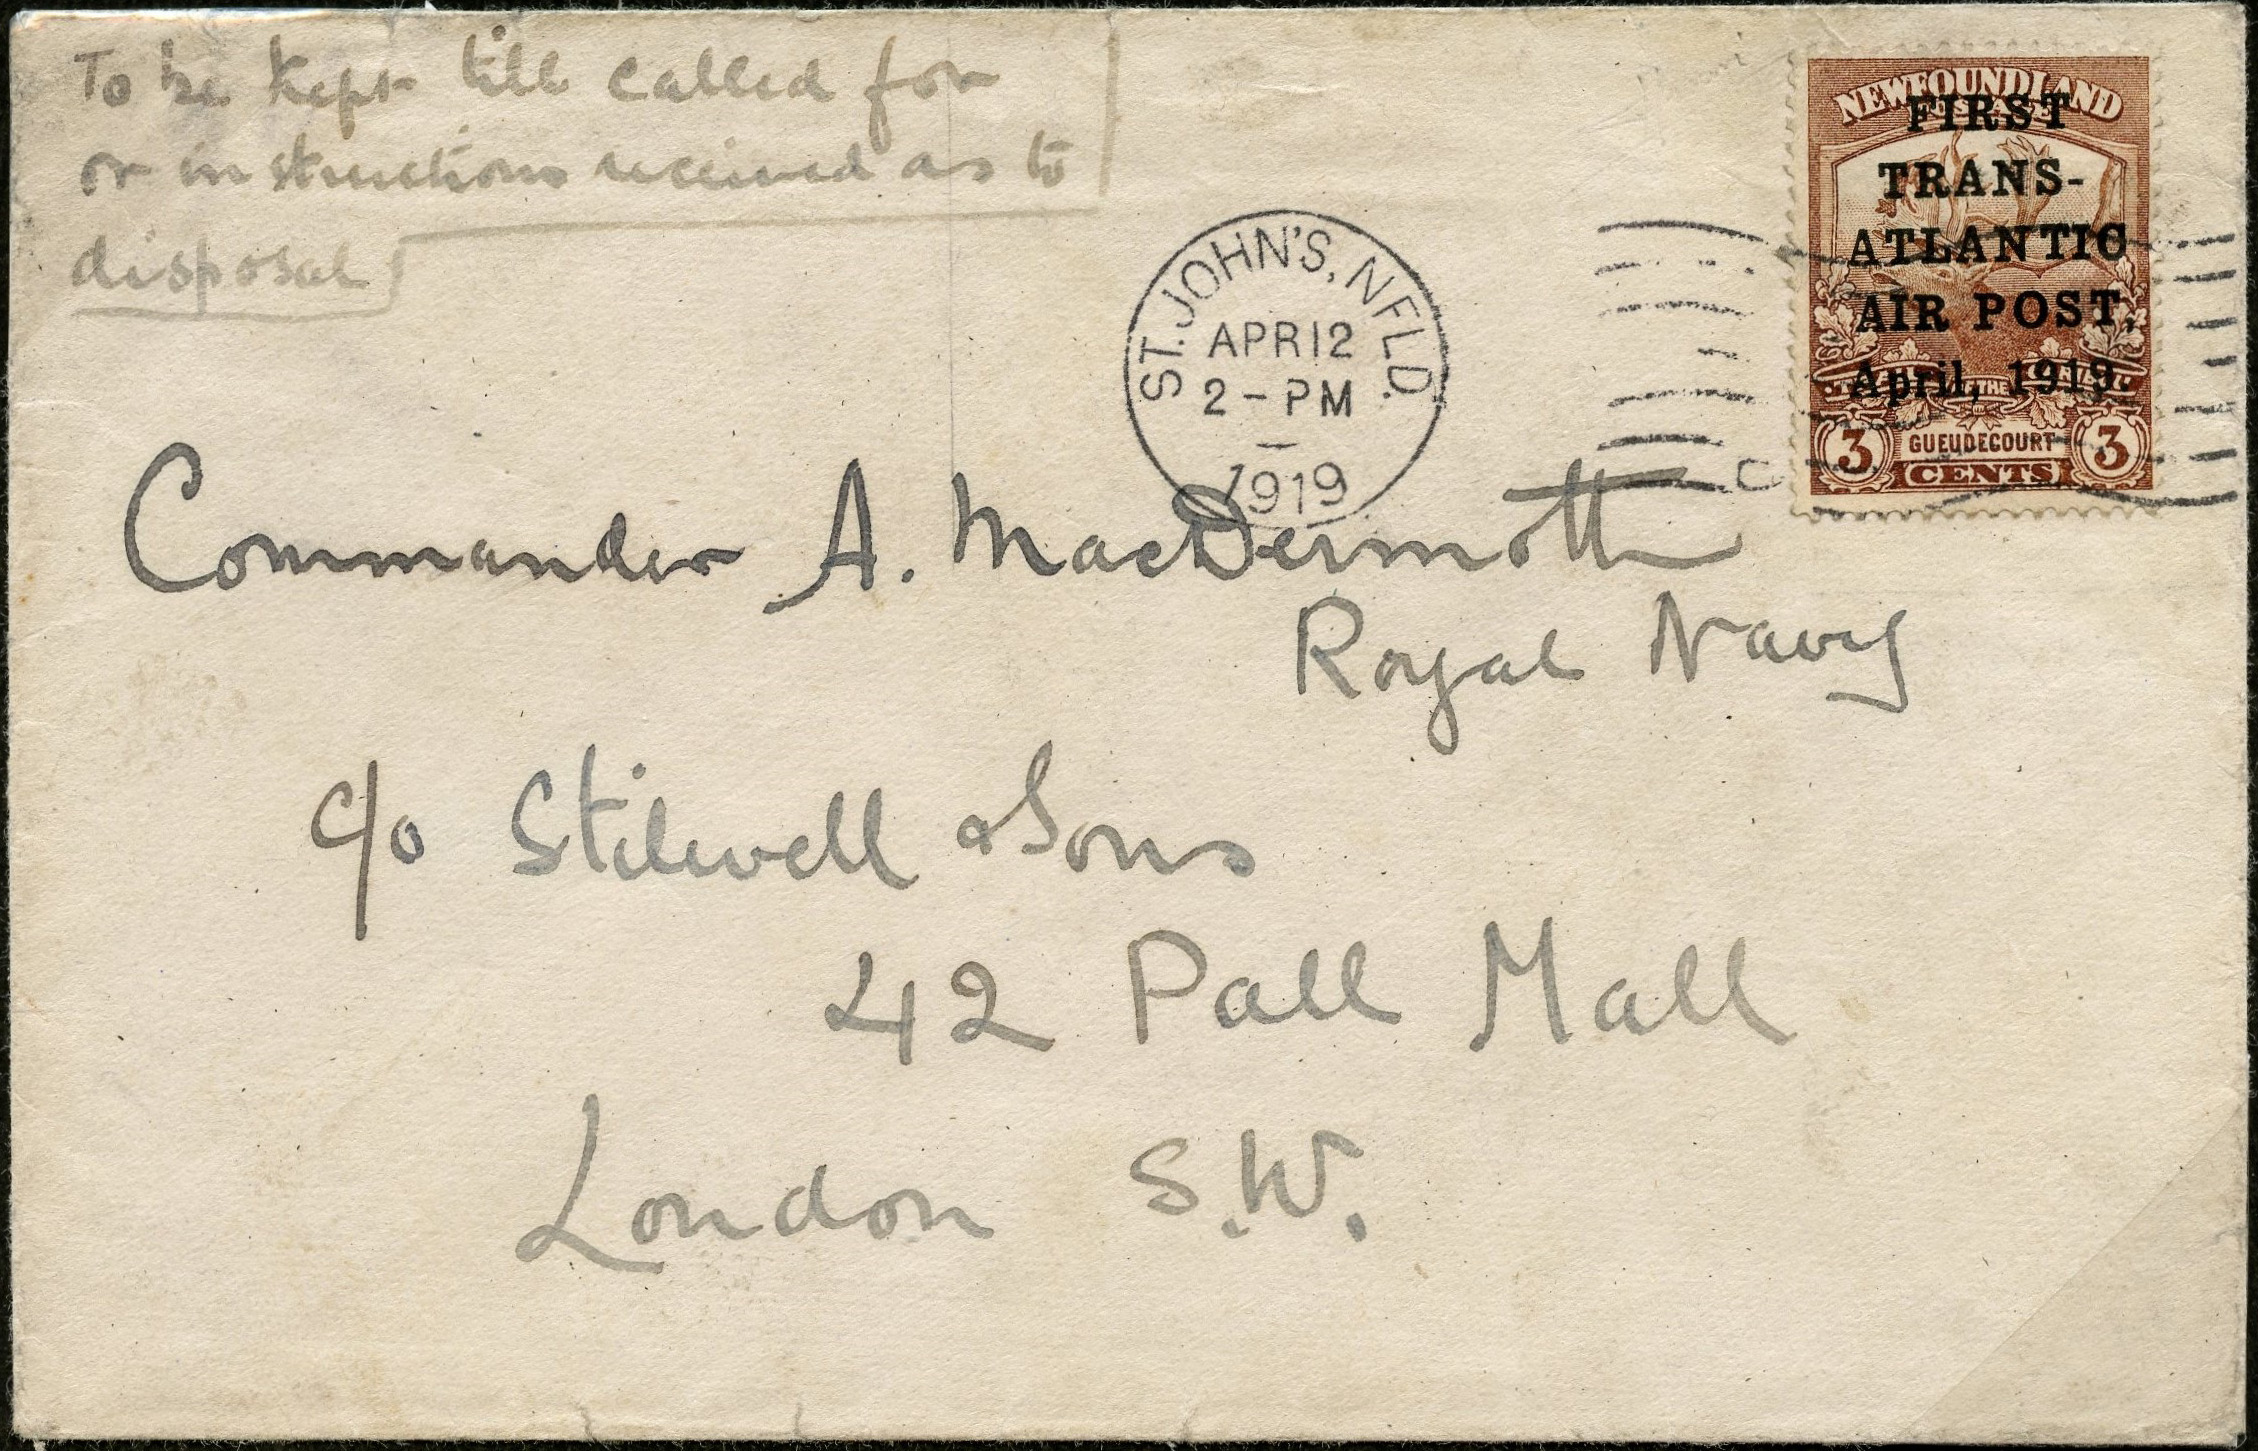 To be kept till called for
or instructions received as to
disposal
ST. JOHN'S, NFLD.
APR 12
2 - PM
1919
NEWFOUNDLAND
POSTAGE
FIRST
TRANS-
ATLANTIC
AIR POST,
April, 1919.
3 GUEUDECOURT 3
CENTS
Commander A. MacDermott
Royal Navy
c/o Stilwell & Sons
42 Pall Mall
London S.W.